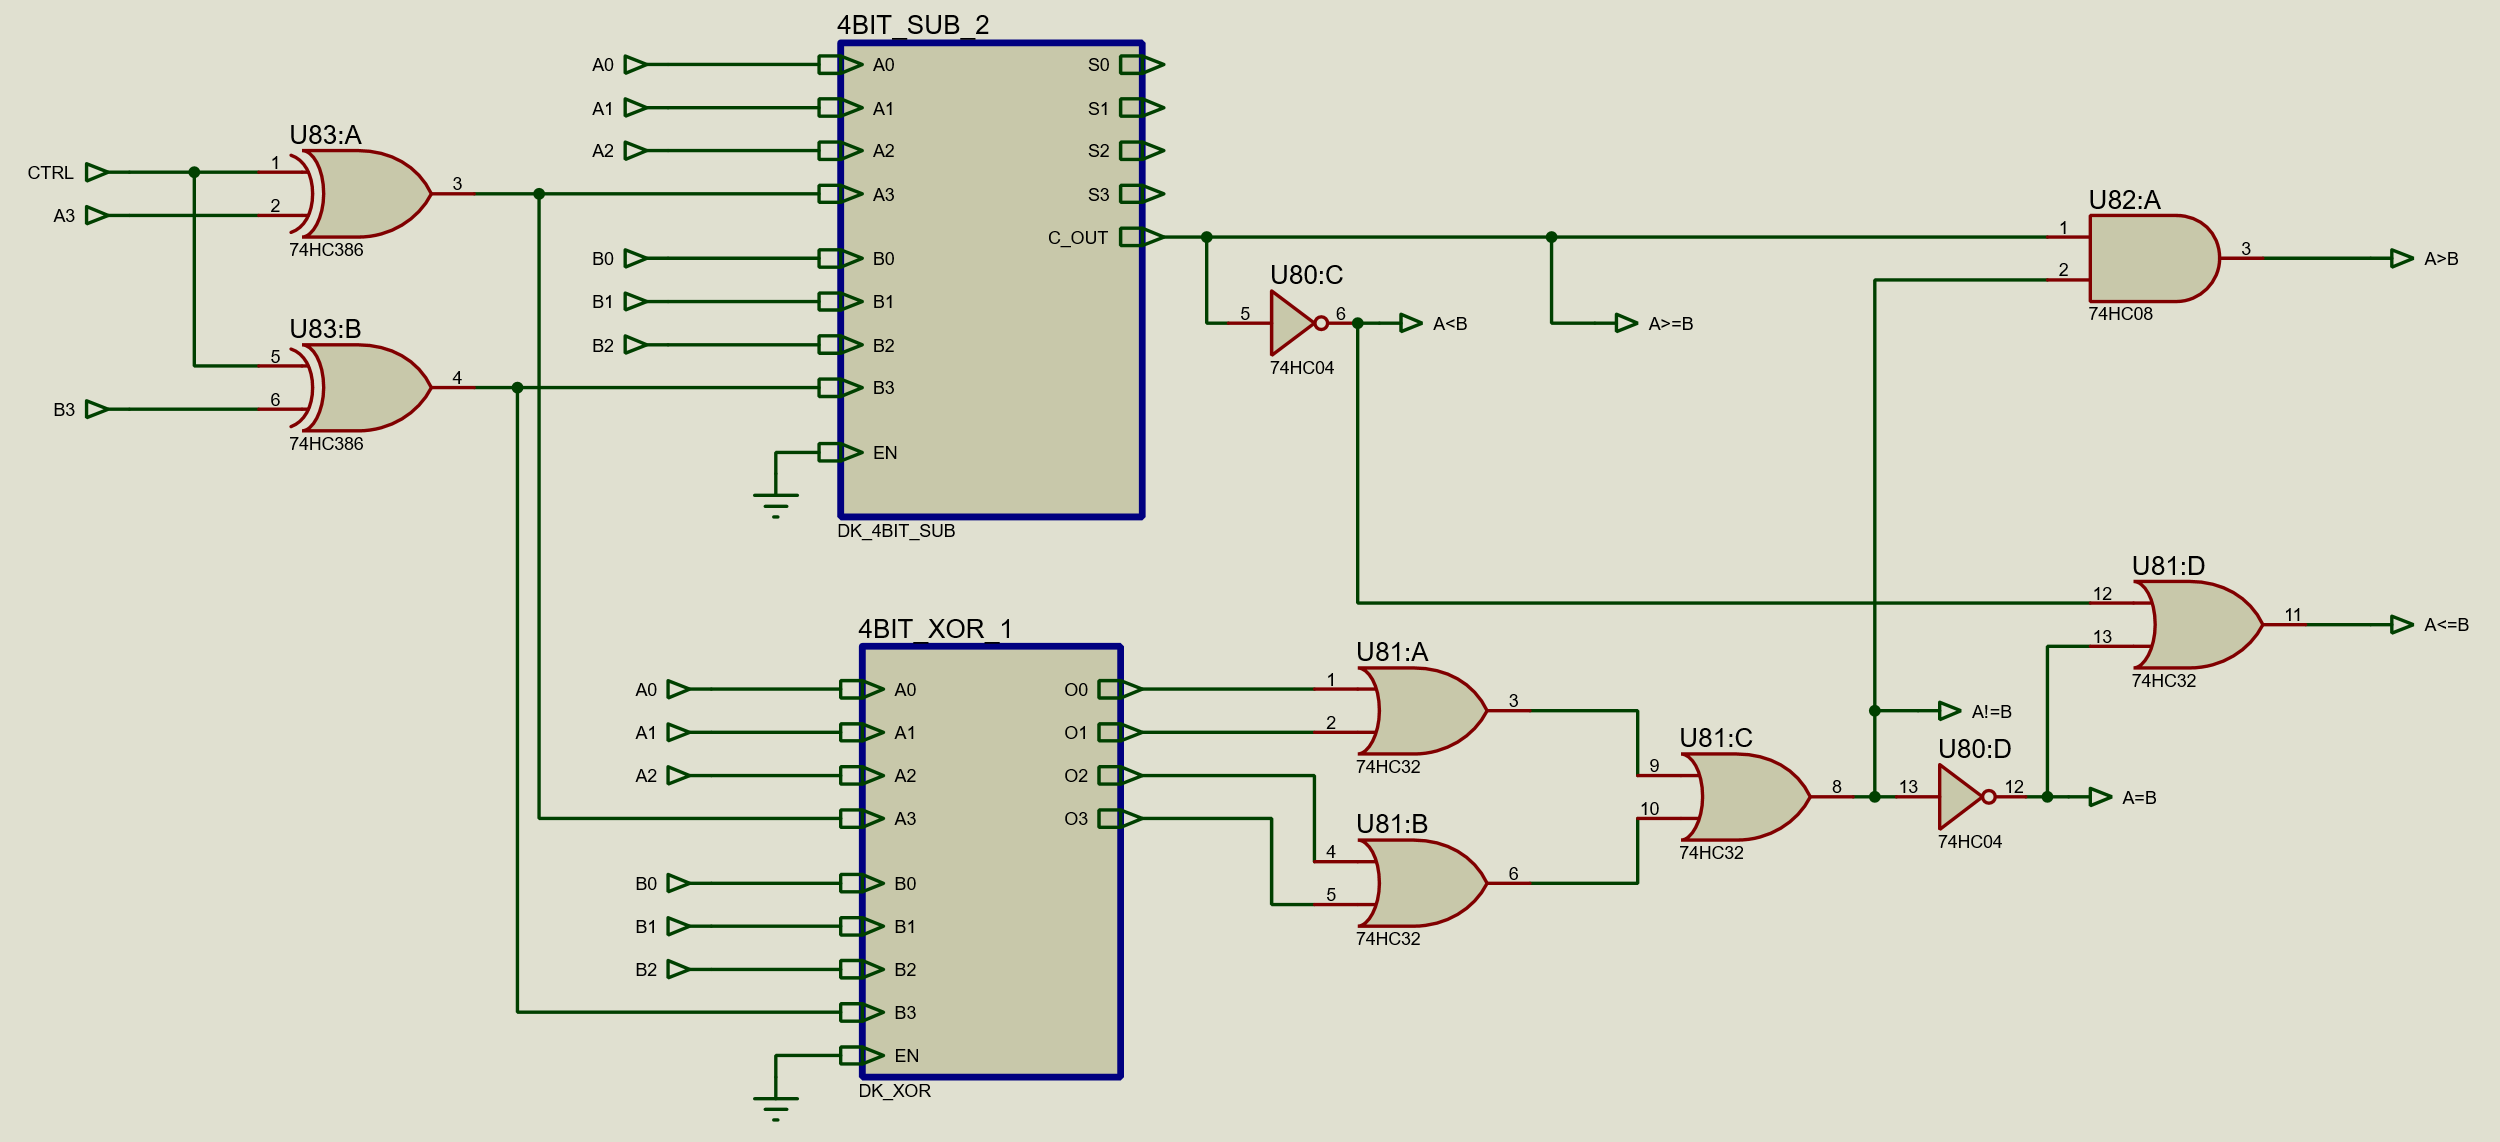 4BIT_SUB_2
A0
A0
S0
A1
A1
S1
U83:A
A2
A2
S2
CTRL
1
3
A3
S3
A3
2
74HC386
C_OUT
U82:A
1
3
A>B
2
74HC08
B0
B0
U80:C
B1
B1
5
6
A<B
A>=B
74HC04
U83:B
B2
B2
5
4
B3
B3
6
74HC386
EN
DK_4BIT_SUB
U81:D
12
11
A<=B
13
74HC32
4BIT_XOR_1
A0
A0
O0
U81:A
1
3
A1
A1
O1
2
74HC32
A!=B
A2
A2
O2
U81:C
9
8
10
74HC32
U80:D
13
12
A=B
74HC04
A3
O3
U81:B
4
6
5
74HC32
B0
B0
B1
B1
B2
B2
B3
EN
DK_XOR